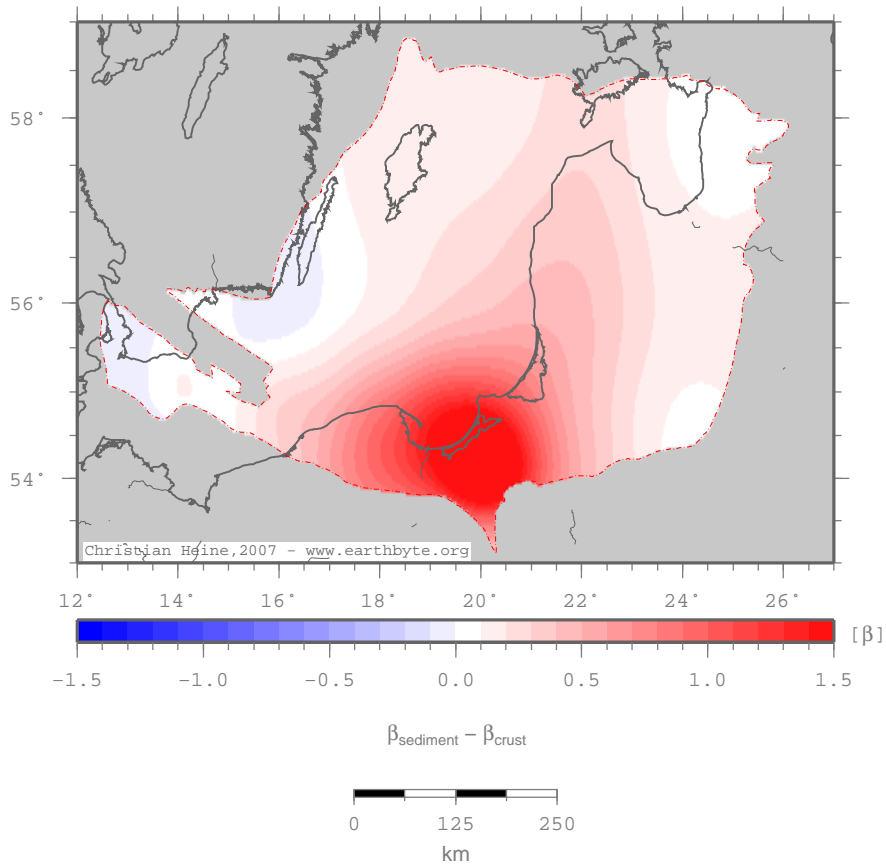 58°
56°
54°
Christian Heine,2007 - www.earthbyte.org
12° 14° 16° 18° 20° 22° 24° 26°
[β]
-1.5 -1.0 -0.5 0.0 0.5 1.0 1.5
βsediment – βcrust
0 125 250
km